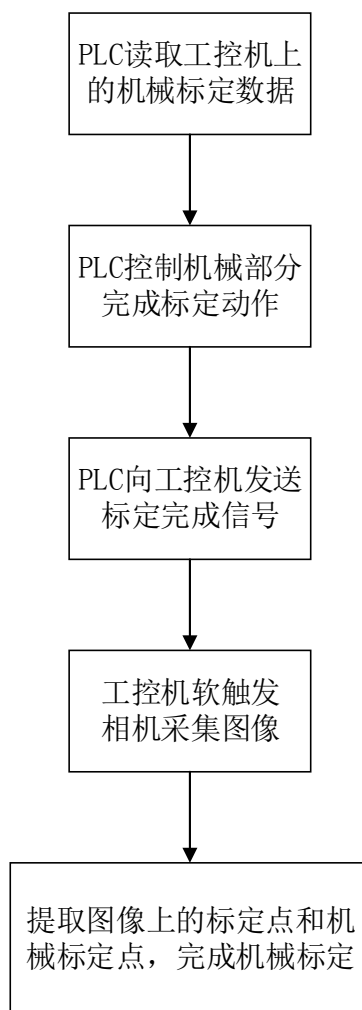 PLC读取工控机上
的机械标定数据
PLC控制机械部分
完成标定动作
PLC向工控机发送
标定完成信号
工控机软触发
相机采集图像
提取图像上的标定点和机
械标定点，完成机械标定